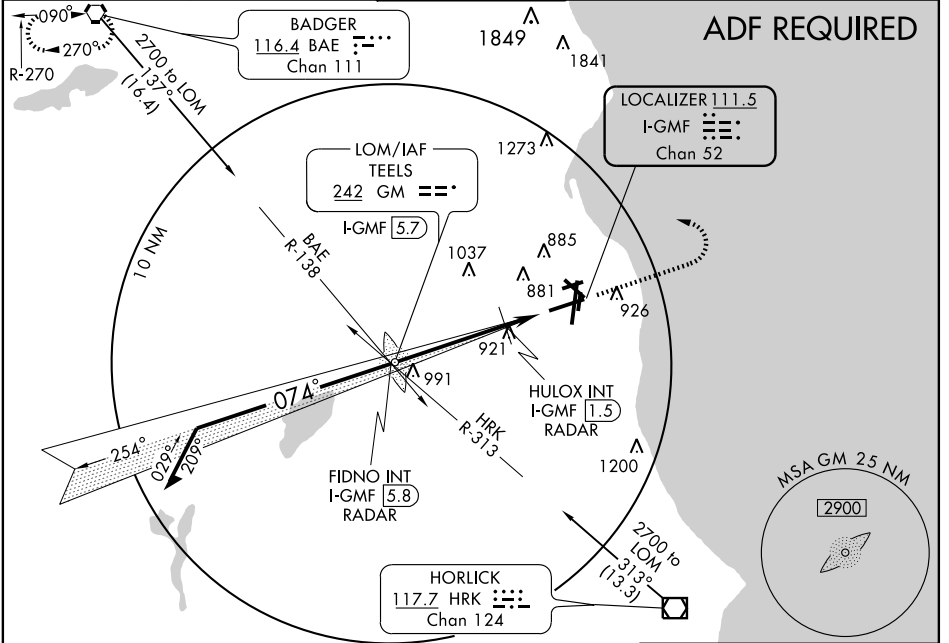 ADF REQUIRED
090°
270°
R-270
BADGER
116.4 BAE
Chan 111
2700 to LOM
137°
(16.4)
1849
1841
LOCALIZER 111.5
I-GMF
Chan 52
1273
LOM/IAF
TEELS
242 GM
I-GMF 5.7
10 NM
BAE
R-138
1037
885
881
926
921
991
074°
HULOX INT
I-GMF 1.5
RADAR
254°
029°
209°
HRK
R-313
FIDNO INT
I-GMF 5.8
RADAR
1200
MSA GM 25 NM
2900
2700 to
LOM
313°
(13.3)
HORLICK
117.7 HRK
Chan 124